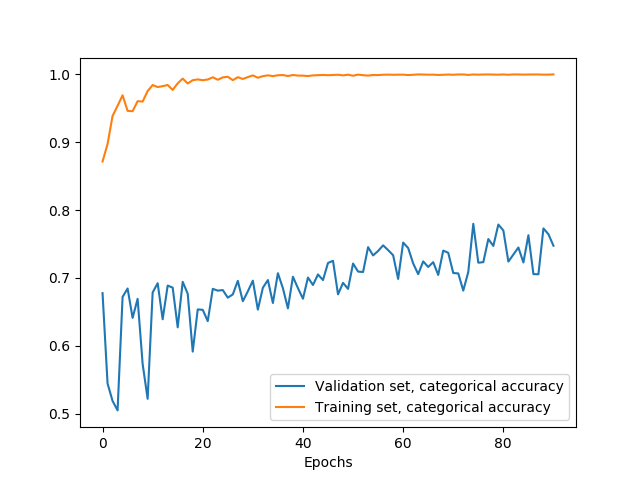 1.0
0.9
0.8
0.7
0.6
0.5
Validation set, categorical accuracy
Training set, categorical accuracy
0 20 40 60 80
Epochs